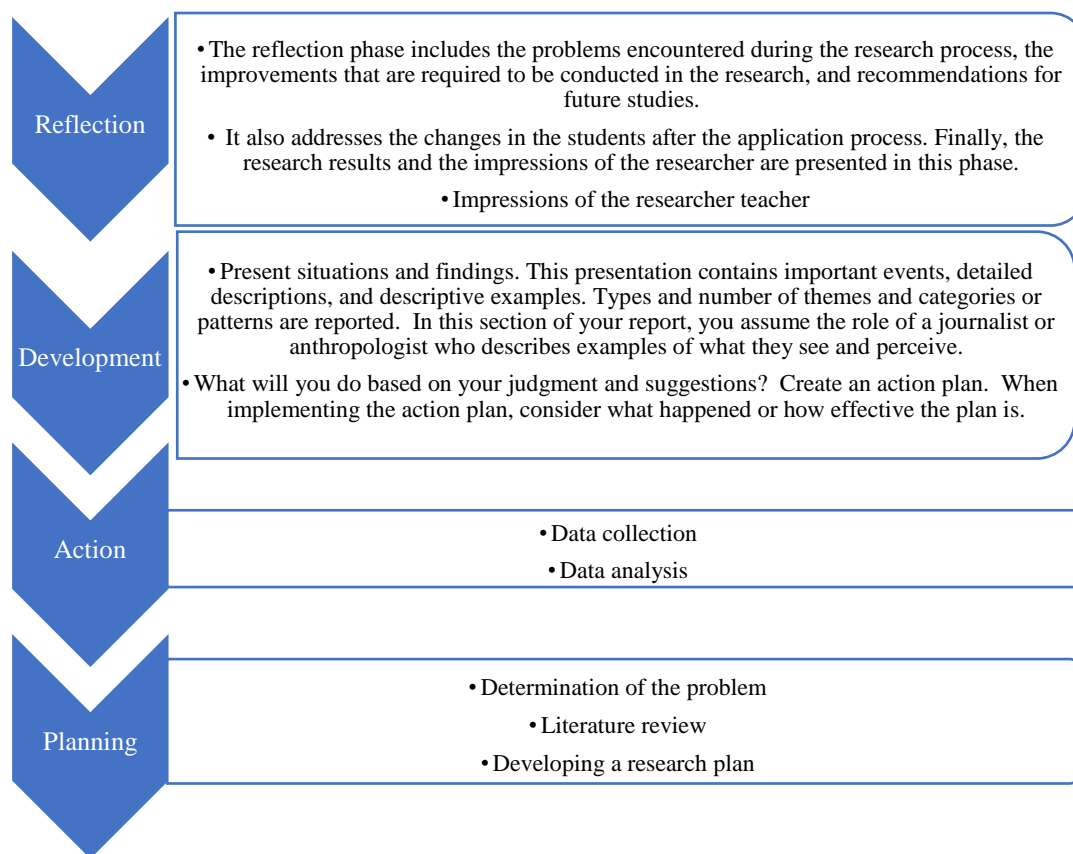 Reflection
• The reflection phase includes the problems encountered during the research process, the
improvements that are required to be conducted in the research, and recommendations for
future studies.
• It also addresses the changes in the students after the application process. Finally, the
research results and the impressions of the researcher are presented in this phase.
• Impressions of the researcher teacher
Development
• Present situations and findings. This presentation contains important events, detailed
descriptions, and descriptive examples. Types and number of themes and categories or
patterns are reported. In this section of your report, you assume the role of a journalist or
anthropologist who describes examples of what they see and perceive.
• What will you do based on your judgment and suggestions? Create an action plan. When
implementing the action plan, consider what happened or how effective the plan is.
Action
• Data collection
• Data analysis
Planning
• Determination of the problem
• Literature review
• Developing a research plan